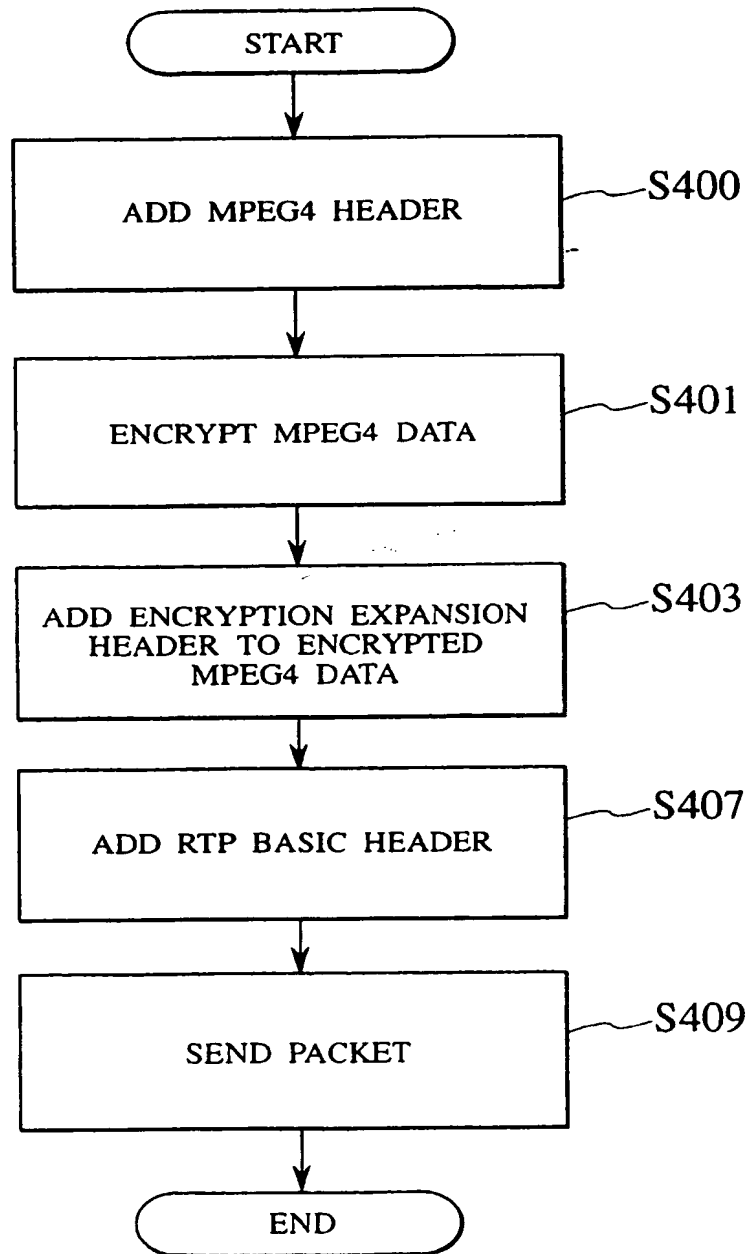 START
ADD MPEG4 HEADER
S400
ENCRYPT MPEG4 DATA
S401
ADD ENCRYPTION EXPANSION
HEADER TO ENCRYPTED
MPEG4 DATA
S403
ADD RTP BASIC HEADER
S407
SEND PACKET
S409
END